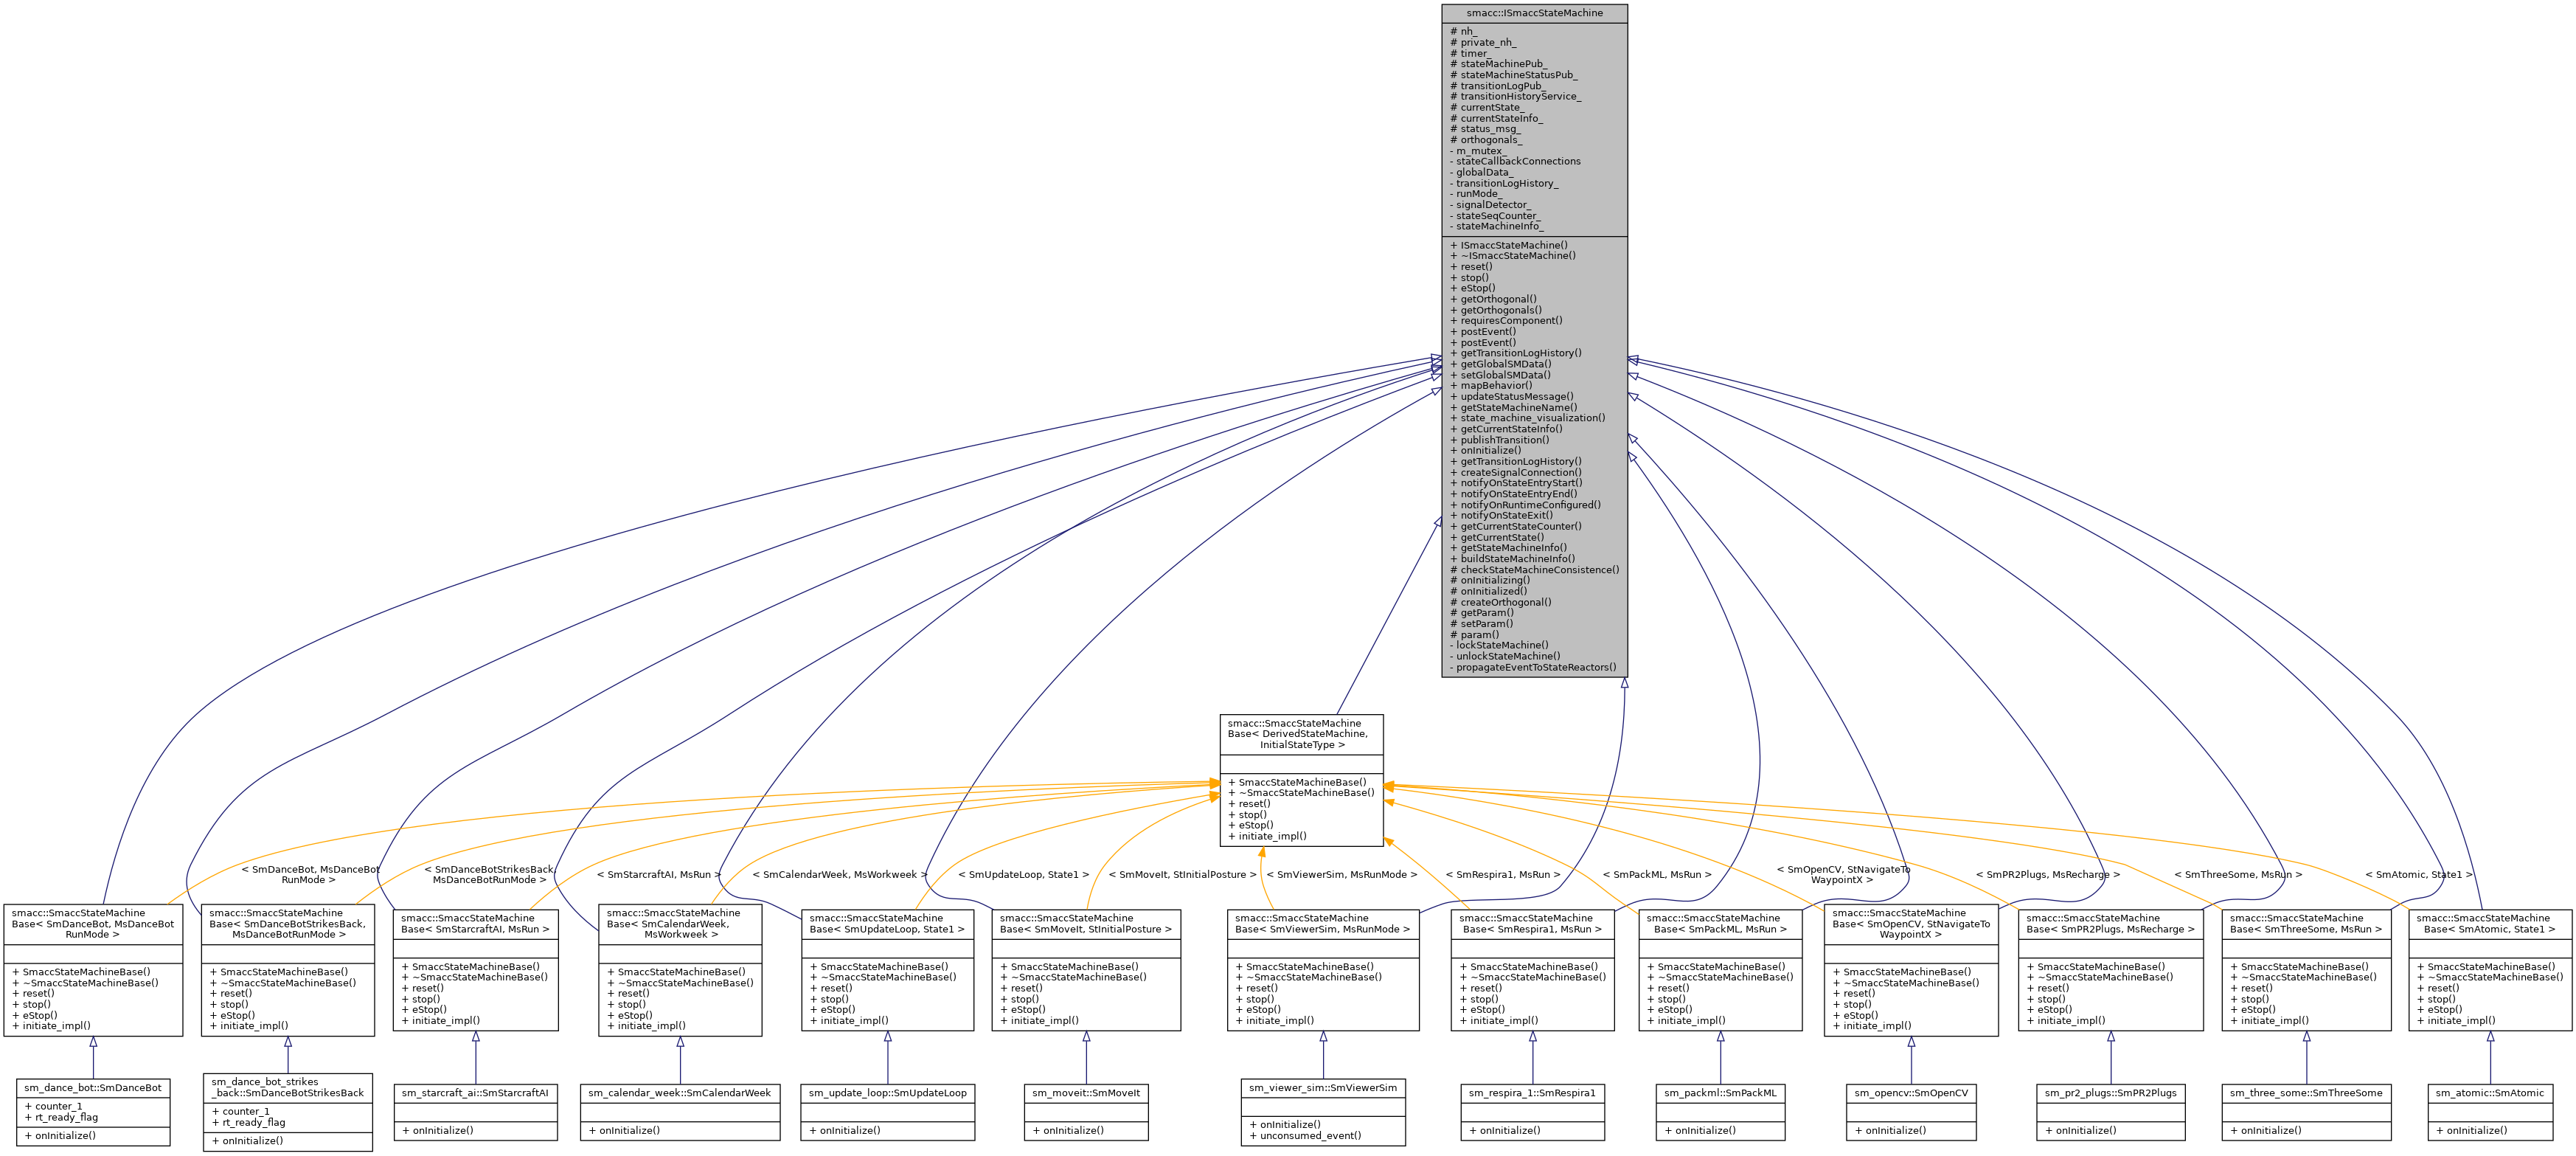 smacc::ISmaccStateMachine
# nh_
# private_nh_
# timer_
# stateMachinePub_
# stateMachineStatusPub_
# transitionLogPub_
# transitionHistoryService_
# currentState_
# currentStateInfo_
# status_msg_
# orthogonals_
- m_mutex_
- stateCallbackConnections
- globalData_
- transitionLogHistory_
- runMode_
- signalDetector_
- stateSeqCounter_
- stateMachineInfo_
+ ISmaccStateMachine()
+ ~ISmaccStateMachine()
+ reset()
+ stop()
+ eStop()
+ getOrthogonal()
+ getOrthogonals()
+ requiresComponent()
+ postEvent()
+ postEvent()
+ getTransitionLogHistory()
+ getGlobalSMData()
+ setGlobalSMData()
+ mapBehavior()
+ updateStatusMessage()
+ getStateMachineName()
+ state_machine_visualization()
+ getCurrentStateInfo()
+ publishTransition()
+ onInitialize()
+ getTransitionLogHistory()
+ createSignalConnection()
+ notifyOnStateEntryStart()
+ notifyOnStateEntryEnd()
+ notifyOnRuntimeConfigured()
+ notifyOnStateExit()
+ getCurrentStateCounter()
+ getCurrentState()
+ getStateMachineInfo()
+ buildStateMachineInfo()
# checkStateMachineConsistence()
# onInitializing()
# onInitialized()
# createOrthogonal()
# getParam()
# setParam()
# param()
- lockStateMachine()
- unlockStateMachine()
- propagateEventToStateReactors()
smacc::SmaccStateMachine
Base< DerivedStateMachine,
InitialStateType >
+ SmaccStateMachineBase()
+ ~SmaccStateMachineBase()
+ reset()
+ stop()
+ eStop()
+ initiate_impl()
< SmDanceBot, MsDanceBot
RunMode >
< SmDanceBotStrikesBack,
MsDanceBotRunMode >
< SmStarcraftAI, MsRun >
< SmCalendarWeek, MsWorkweek >
< SmUpdateLoop, State1 >
< SmMoveIt, StInitialPosture >
< SmViewerSim, MsRunMode >
< SmRespira1, MsRun >
< SmPackML, MsRun >
< SmOpenCV, StNavigateTo
WaypointX >
< SmPR2Plugs, MsRecharge >
< SmThreeSome, MsRun >
< SmAtomic, State1 >
smacc::SmaccStateMachine
Base< SmDanceBot, MsDanceBot
RunMode >
+ SmaccStateMachineBase()
+ ~SmaccStateMachineBase()
+ reset()
+ stop()
+ eStop()
+ initiate_impl()
smacc::SmaccStateMachine
Base< SmDanceBotStrikesBack,
MsDanceBotRunMode >
+ SmaccStateMachineBase()
+ ~SmaccStateMachineBase()
+ reset()
+ stop()
+ eStop()
+ initiate_impl()
smacc::SmaccStateMachine
Base< SmStarcraftAI, MsRun >
+ SmaccStateMachineBase()
+ ~SmaccStateMachineBase()
+ reset()
+ stop()
+ eStop()
+ initiate_impl()
smacc::SmaccStateMachine
Base< SmCalendarWeek,
MsWorkweek >
+ SmaccStateMachineBase()
+ ~SmaccStateMachineBase()
+ reset()
+ stop()
+ eStop()
+ initiate_impl()
smacc::SmaccStateMachine
Base< SmUpdateLoop, State1 >
+ SmaccStateMachineBase()
+ ~SmaccStateMachineBase()
+ reset()
+ stop()
+ eStop()
+ initiate_impl()
smacc::SmaccStateMachine
Base< SmMoveIt, StInitialPosture >
+ SmaccStateMachineBase()
+ ~SmaccStateMachineBase()
+ reset()
+ stop()
+ eStop()
+ initiate_impl()
smacc::SmaccStateMachine
Base< SmViewerSim, MsRunMode >
+ SmaccStateMachineBase()
+ ~SmaccStateMachineBase()
+ reset()
+ stop()
+ eStop()
+ initiate_impl()
smacc::SmaccStateMachine
Base< SmRespira1, MsRun >
+ SmaccStateMachineBase()
+ ~SmaccStateMachineBase()
+ reset()
+ stop()
+ eStop()
+ initiate_impl()
smacc::SmaccStateMachine
Base< SmPackML, MsRun >
+ SmaccStateMachineBase()
+ ~SmaccStateMachineBase()
+ reset()
+ stop()
+ eStop()
+ initiate_impl()
smacc::SmaccStateMachine
Base< SmOpenCV, StNavigateTo
WaypointX >
+ SmaccStateMachineBase()
+ ~SmaccStateMachineBase()
+ reset()
+ stop()
+ eStop()
+ initiate_impl()
smacc::SmaccStateMachine
Base< SmPR2Plugs, MsRecharge >
+ SmaccStateMachineBase()
+ ~SmaccStateMachineBase()
+ reset()
+ stop()
+ eStop()
+ initiate_impl()
smacc::SmaccStateMachine
Base< SmThreeSome, MsRun >
+ SmaccStateMachineBase()
+ ~SmaccStateMachineBase()
+ reset()
+ stop()
+ eStop()
+ initiate_impl()
smacc::SmaccStateMachine
Base< SmAtomic, State1 >
+ SmaccStateMachineBase()
+ ~SmaccStateMachineBase()
+ reset()
+ stop()
+ eStop()
+ initiate_impl()
sm_dance_bot::SmDanceBot
+ counter_1
+ rt_ready_flag
+ onInitialize()
sm_dance_bot_strikes
_back::SmDanceBotStrikesBack
+ counter_1
+ rt_ready_flag
+ onInitialize()
sm_starcraft_ai::SmStarcraftAI
+ onInitialize()
sm_calendar_week::SmCalendarWeek
+ onInitialize()
sm_update_loop::SmUpdateLoop
+ onInitialize()
sm_moveit::SmMoveIt
+ onInitialize()
sm_viewer_sim::SmViewerSim
+ onInitialize()
+ unconsumed_event()
sm_respira_1::SmRespira1
+ onInitialize()
sm_packml::SmPackML
+ onInitialize()
sm_opencv::SmOpenCV
+ onInitialize()
sm_pr2_plugs::SmPR2Plugs
+ onInitialize()
sm_three_some::SmThreeSome
+ onInitialize()
sm_atomic::SmAtomic
+ onInitialize()